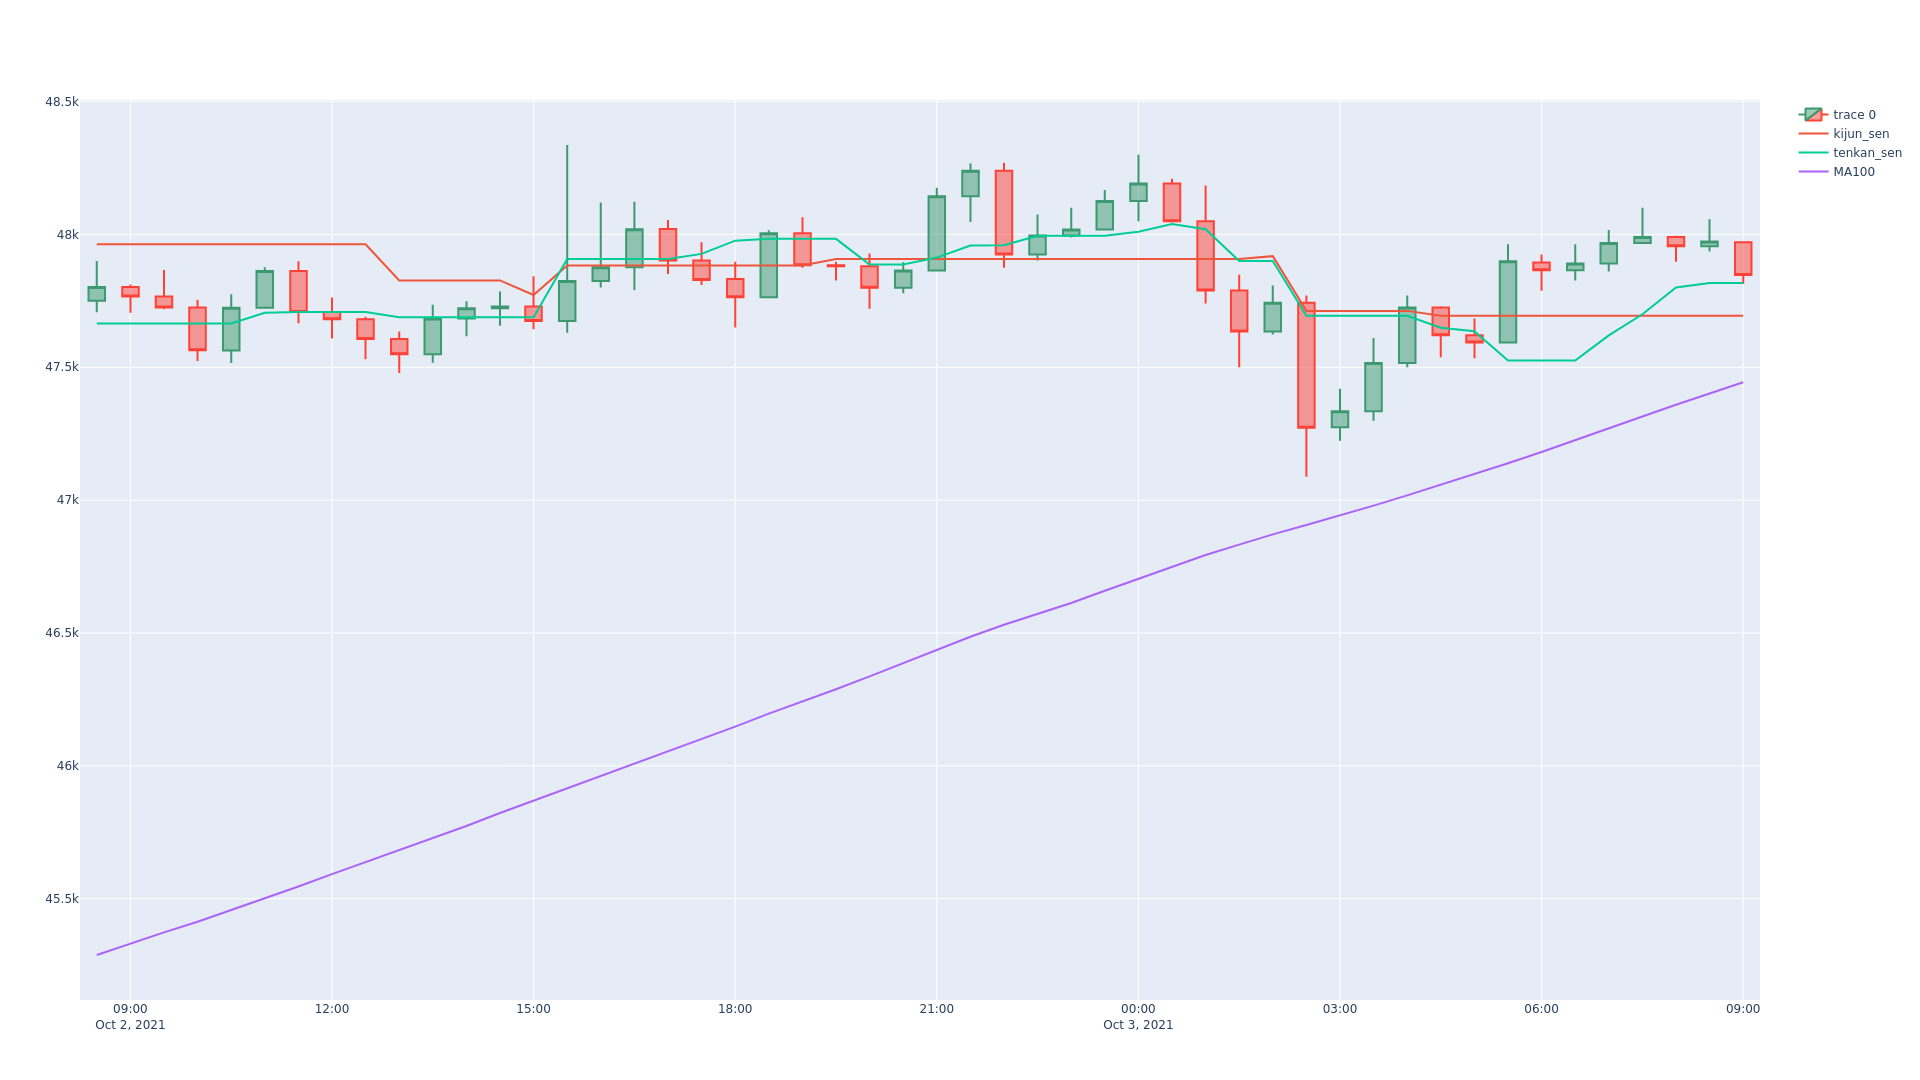 48.5k
48k
47.5k
47k
46.5k
46k
45.5k
09:00
Oct 2, 2021
12:00
15:00
18:00
21:00
00:00
Oct 3, 2021
03:00
06:00
09:00
trace 0
kijun_sen
tenkan_sen
MA100